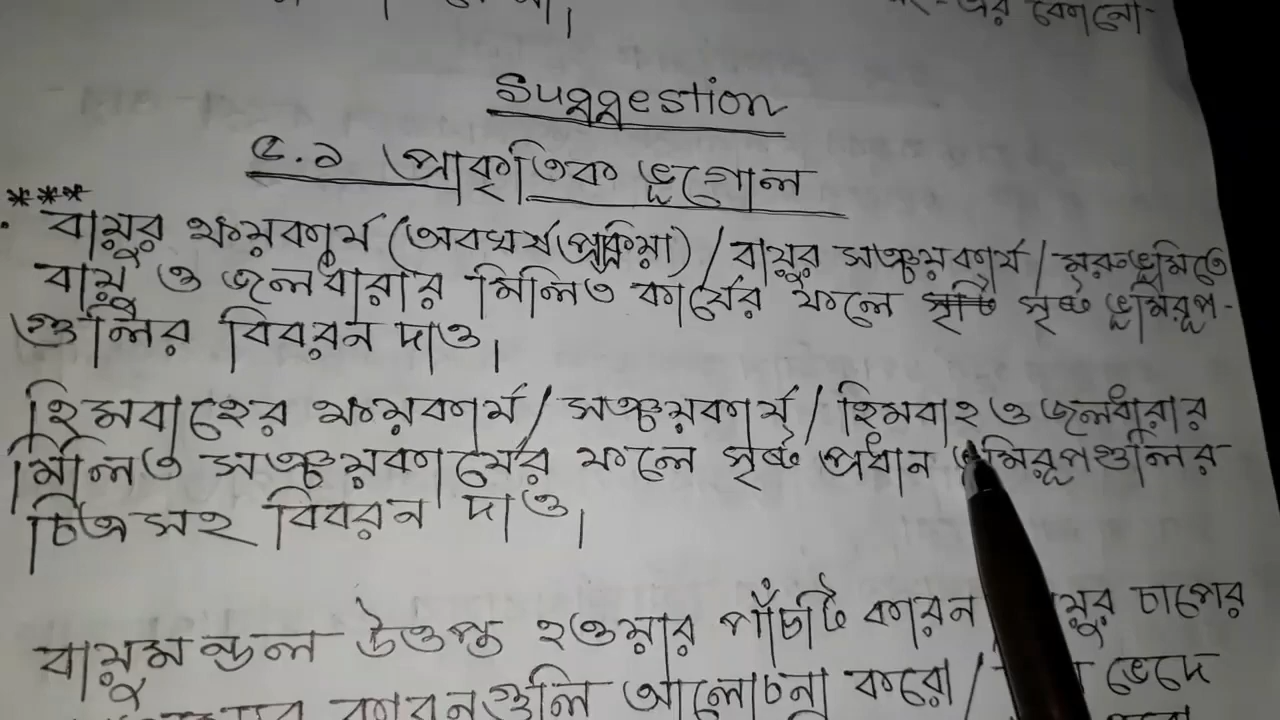 Suggestion
৫.১ প্রাকৃতিক ভূগোল
*** বায়ুর ক্ষয়কার্য (অবঘর্ষ প্রক্রিয়া) / বায়ুর সঞ্চয়কার্য / মরুভূমিতে
বায়ু ও জলধারার মিলিত কার্যের ফলে সৃষ্ট ভূমিরূপ-
গুলির বিবরন দাও।
হিমবাহের ক্ষয়কার্য / সঞ্চয়কার্য / হিমবাহ ও জলধারার
মিলিত সঞ্চয়কার্যের ফলে সৃষ্ট প্রধান ভূমিরূপগুলির
চিত্রসহ বিবরন দাও।
বায়ুমন্ডল উত্তপ্ত হওয়ার পাঁচটি কারন চাপের
কারনগুলি আলোচনা করো / ভেদে